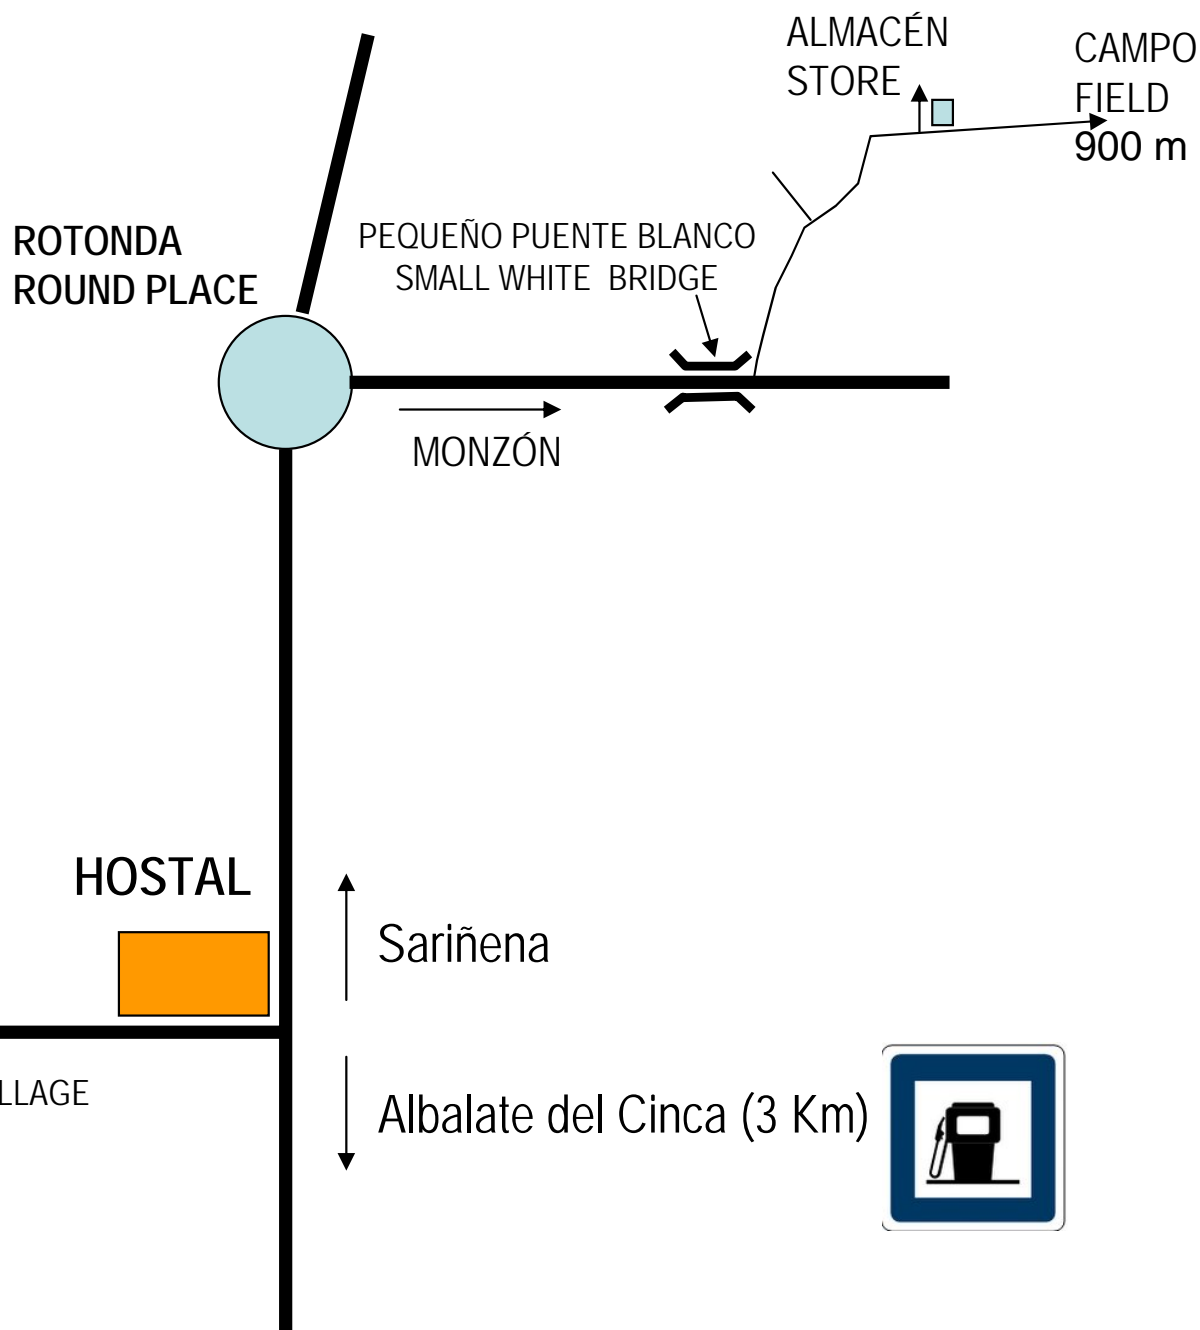 ALMACÉN
STORE
CAMPO
FIELD
900 m
ROTONDA
ROUND PLACE
PEQUEÑO PUENTE BLANCO
SMALL WHITE BRIDGE
MONZÓN
HOSTAL
Sariñena
LLAGE
Albalate del Cinca (3 Km)